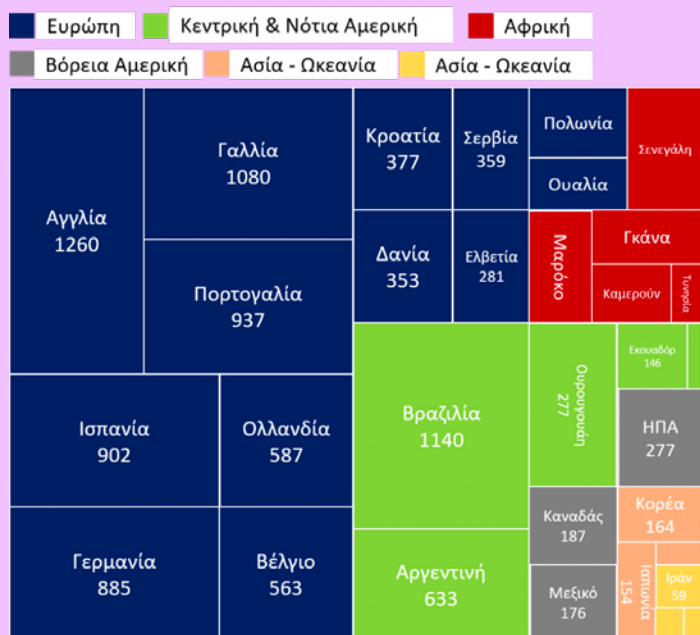 Ευρώπη
Κεντρική & Νότια Αμερική
Αφρική
Βόρεια Αμερική
Ασία - Ωκεανία
Ασία - Ωκεανία
Αγγλία
1260
Γαλλία
1080
Πορτογαλία
937
Ισπανία
902
Ολλανδία
587
Γερμανία
885
Βέλγιο
563
Κροατία
377
Σερβία
359
Δανία
353
Ελβετία
281
Πολωνία
Ουαλία
Σενεγάλη
Μαρόκο
Γκάνα
Καμερούν
Τυνησία
Βραζιλία
1140
Αργεντινή
633
Ουρουγουάη
277
Εκουαδόρ
146
ΗΠΑ
277
Καναδάς
187
Μεξικό
176
Κορέα
164
Ιαπωνία
154
Ιράν
59